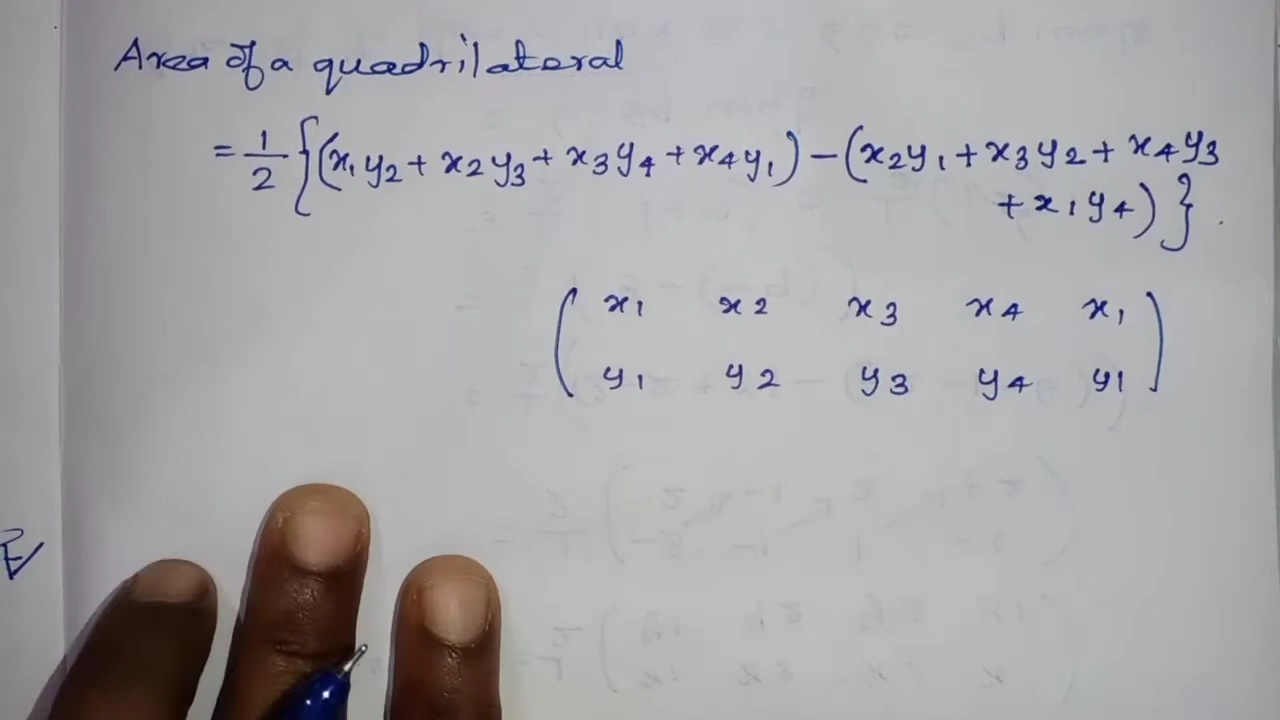 Area of a quadrilateral
= 1/2 {(x₁y₂ + x₂y₃ + x₃y₄ + x₄y₁) − (x₂y₁ + x₃y₂ + x₄y₃
+ x₁y₄)}.
( x₁ x₂ x₃ x₄ x₁
y₁ y₂ y₃ y₄ y₁ )